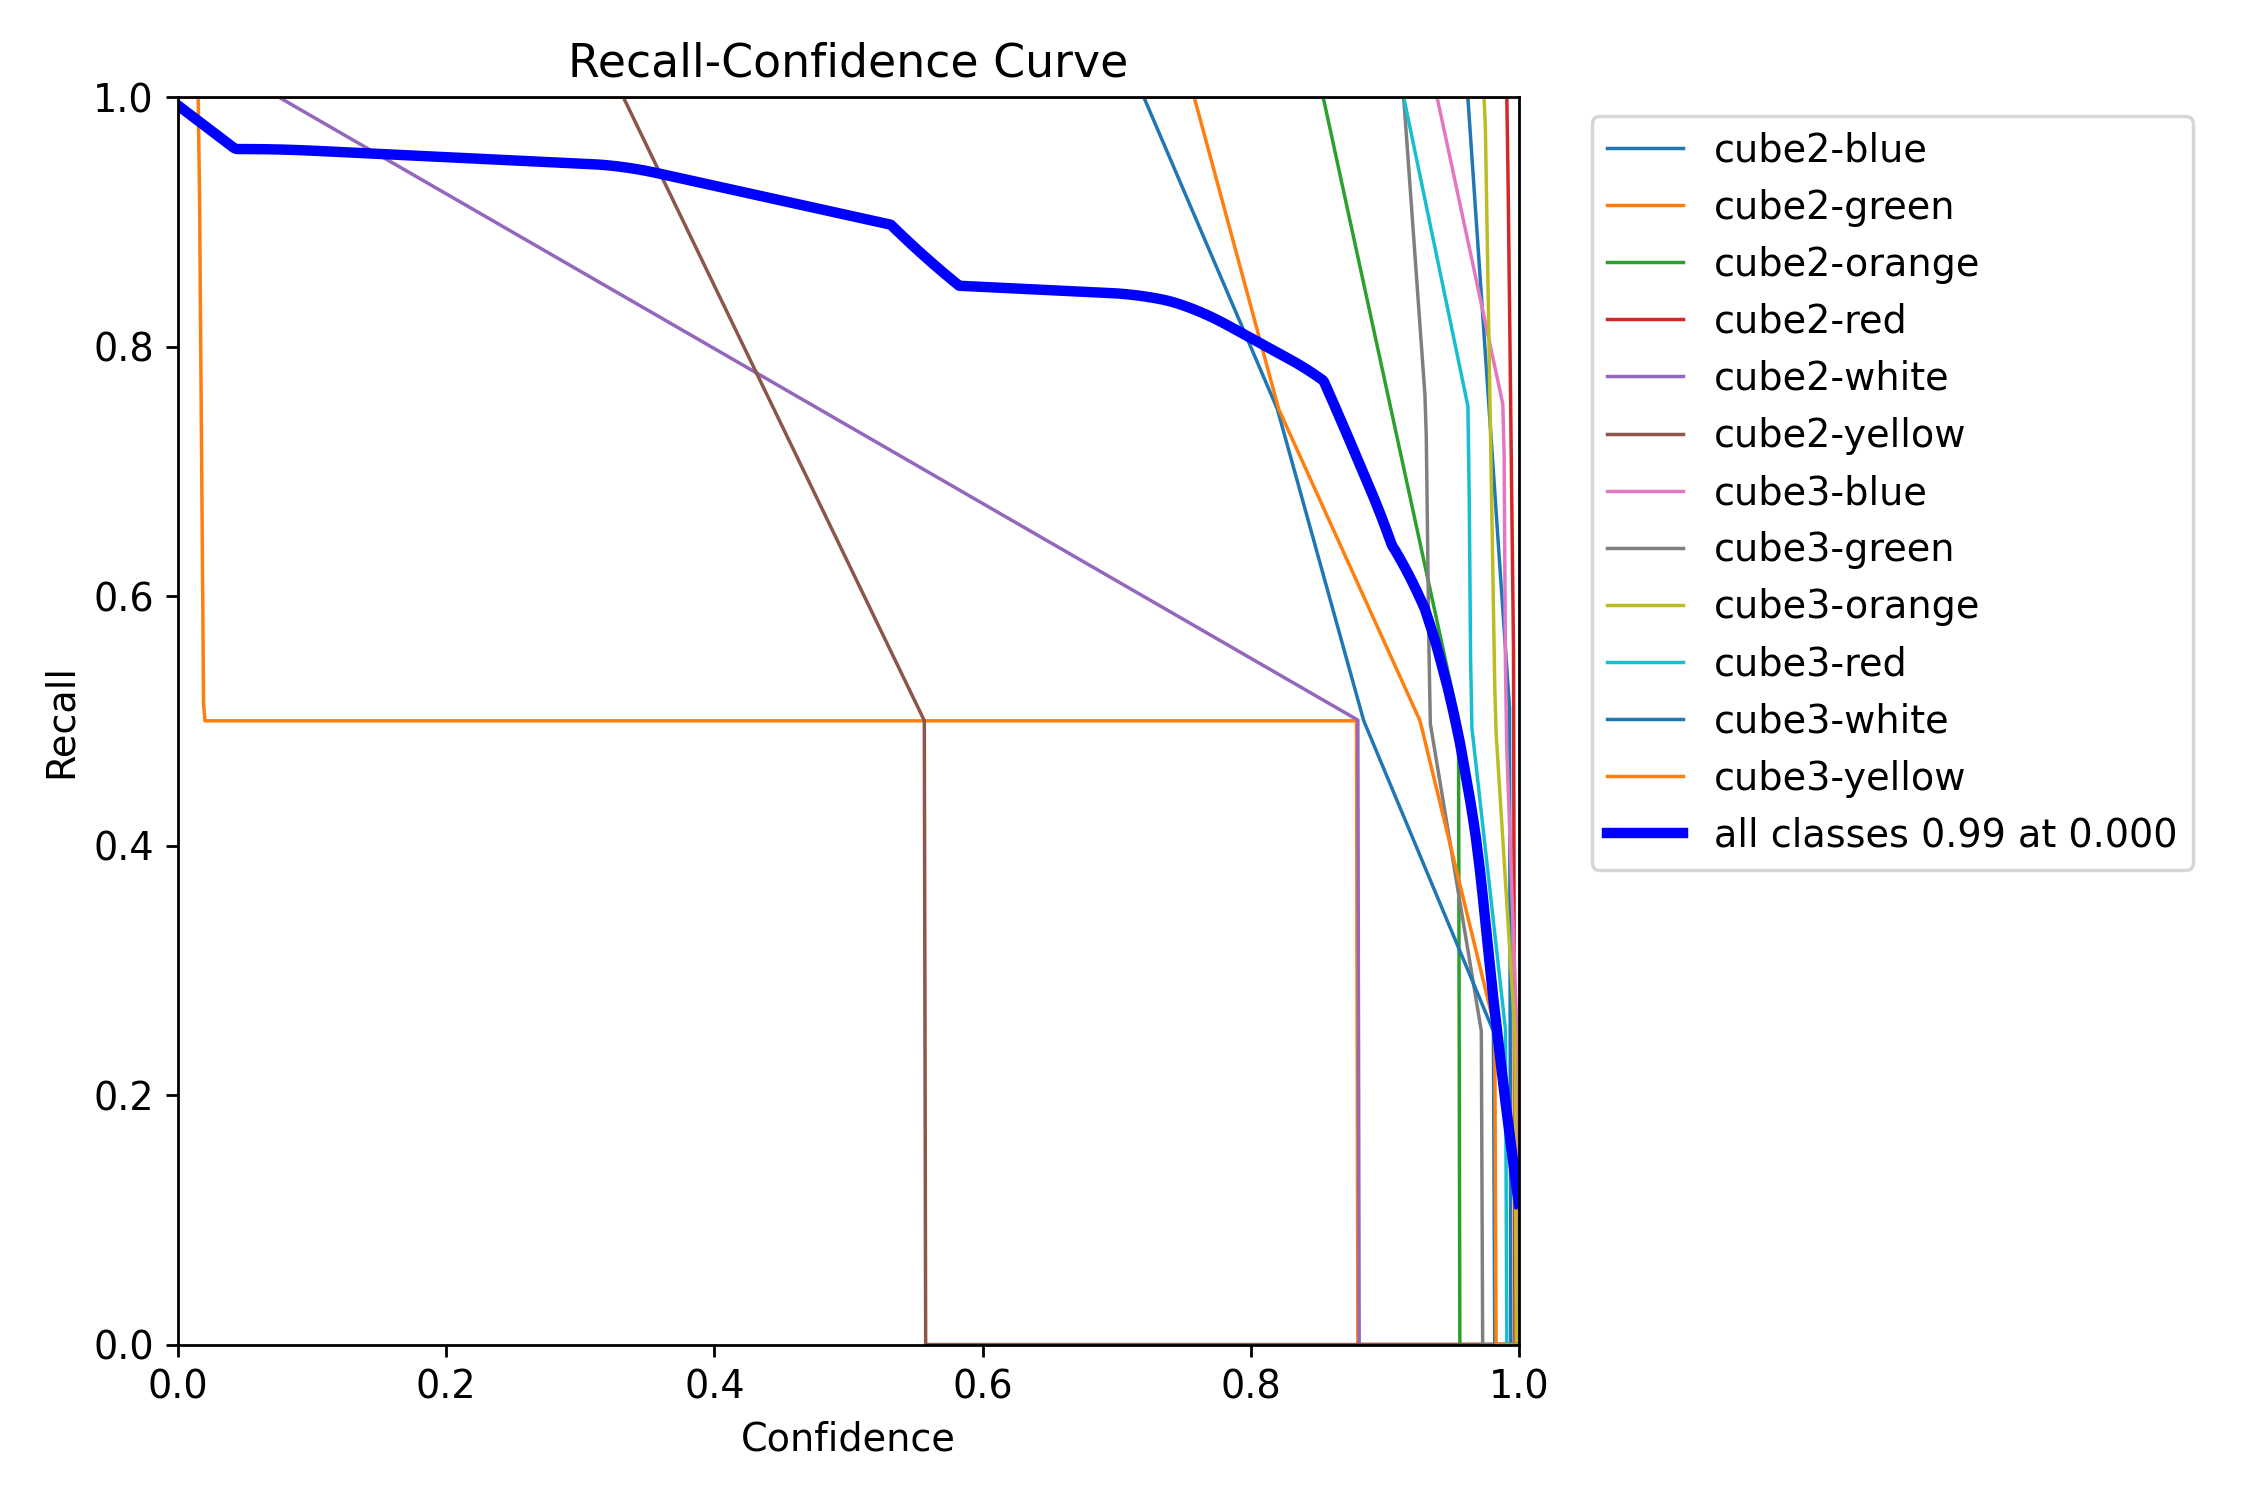 Recall-Confidence Curve
1.0
0.8
0.6
0.4
0.2
0.0
Recall
0.0 0.2 0.4 0.6 0.8 1.0
Confidence
cube2-blue
cube2-green
cube2-orange
cube2-red
cube2-white
cube2-yellow
cube3-blue
cube3-green
cube3-orange
cube3-red
cube3-white
cube3-yellow
all classes 0.99 at 0.000